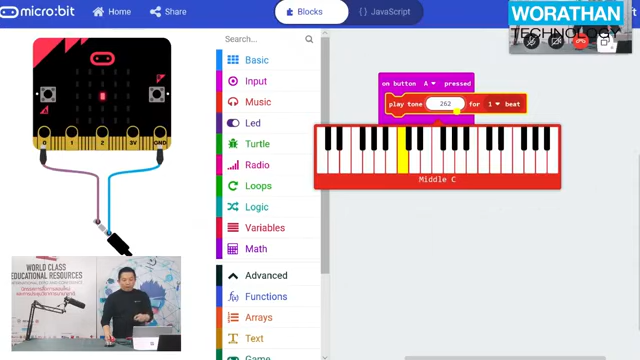 micro:bit
Home
Share
Blocks
{} JavaScript
WORATHAN
TECHNOLOGY
Search...
Basic
Input
Music
Led
Turtle
Radio
Loops
Logic
Variables
Math
Advanced
Functions
Arrays
Text
Game
on button A pressed
play tone 262 for 1 beat
Middle C
0 1 2 3V GND
WORLD CLASS
EDUCATIONAL RESOURCES